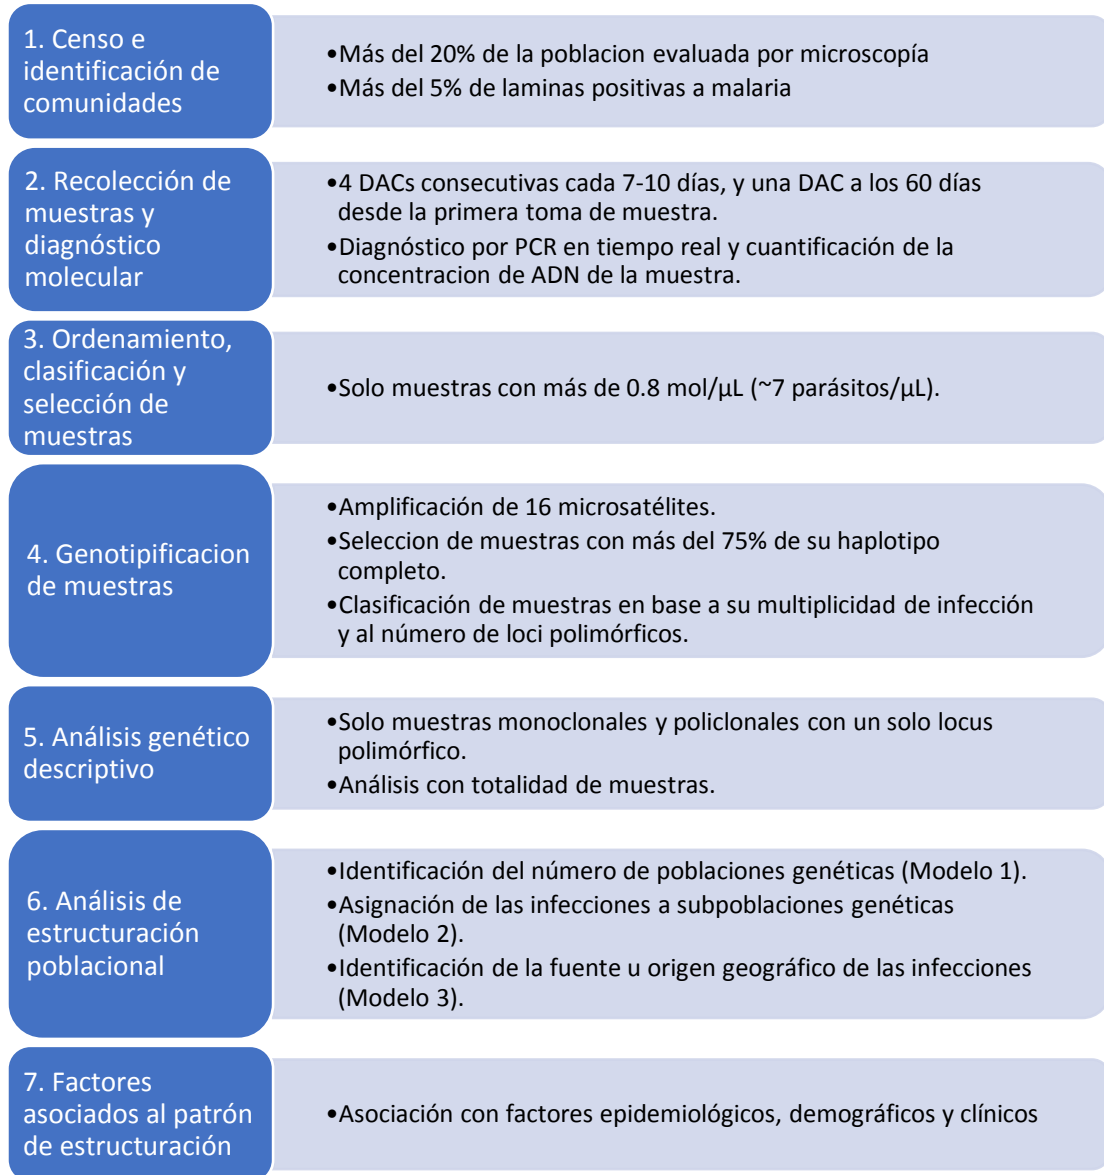 1. Censo e
identificación de
comunidades
•Más del 20% de la poblacion evaluada por microscopía
•Más del 5% de laminas positivas a malaria
2. Recolección de
muestras y
diagnóstico
molecular
•4 DACs consecutivas cada 7-10 días, y una DAC a los 60 días
desde la primera toma de muestra.
•Diagnóstico por PCR en tiempo real y cuantificación de la
concentracion de ADN de la muestra.
3. Ordenamiento,
clasificación y
selección de
muestras
•Solo muestras con más de 0.8 mol/µL (~7 parásitos/µL).
4. Genotipificacion
de muestras
•Amplificación de 16 microsatélites.
•Seleccion de muestras con más del 75% de su haplotipo
completo.
•Clasificación de muestras en base a su multiplicidad de infección
y al número de loci polimórficos.
5. Análisis genético
descriptivo
•Solo muestras monoclonales y policlonales con un solo locus
polimórfico.
•Análisis con totalidad de muestras.
6. Análisis de
estructuración
poblacional
•Identificación del número de poblaciones genéticas (Modelo 1).
•Asignación de las infecciones a subpoblaciones genéticas
(Modelo 2).
•Identificación de la fuente u origen geográfico de las infecciones
(Modelo 3).
7. Factores
asociados al patrón
de estructuración
•Asociación con factores epidemiológicos, demográficos y clínicos